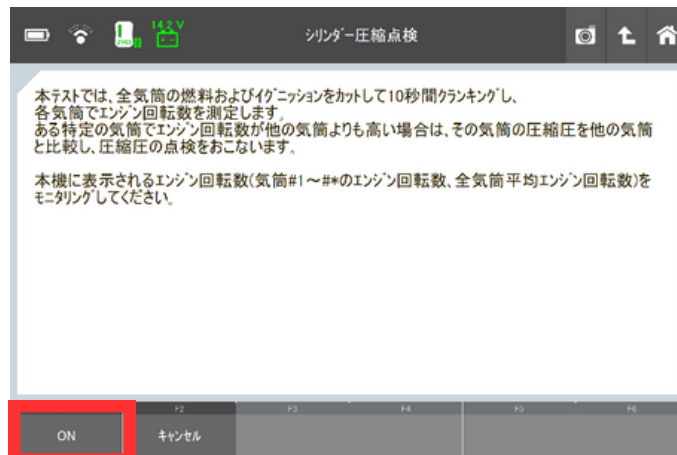 14.2 V
シリンダー圧縮点検
本テストでは、全気筒の燃料およびイグニッションをカットして10秒間クランキングし、
各気筒でエンジン回転数を測定します。
ある特定の気筒でエンジン回転数が他の気筒よりも高い場合は、その気筒の圧縮圧を他の気筒
と比較し、圧縮圧の点検をおこないます。
本機に表示されるエンジン回転数(気筒#1～#*のエンジン回転数、全気筒平均エンジン回転数)を
モニタリングしてください。
F2
F3
F4
F5
F6
ON
キャンセル